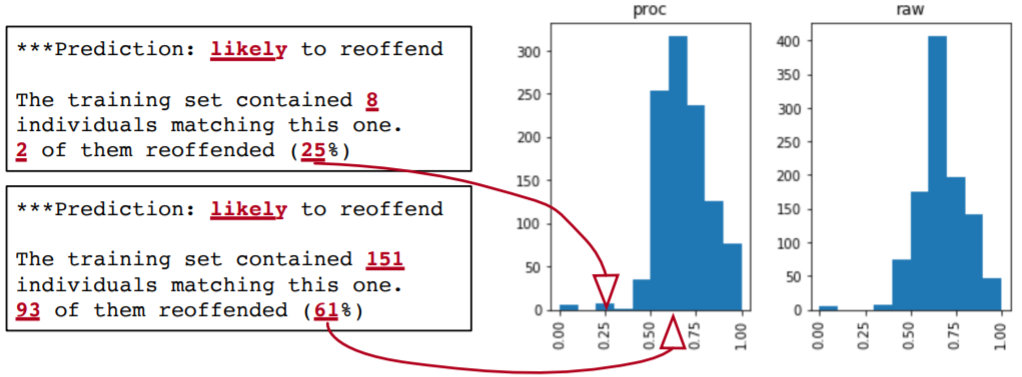 ***Prediction: likely to reoffend
The training set contained 8
individuals matching this one.
2 of them reoffended (25%)
***Prediction: likely to reoffend
The training set contained 151
individuals matching this one.
93 of them reoffended (61%)
proc
300
250
200
150
100
50
0
0.00
0.25
0.50
0.75
1.00
raw
400
350
300
250
200
150
100
50
0
0.00
0.25
0.50
0.75
1.00